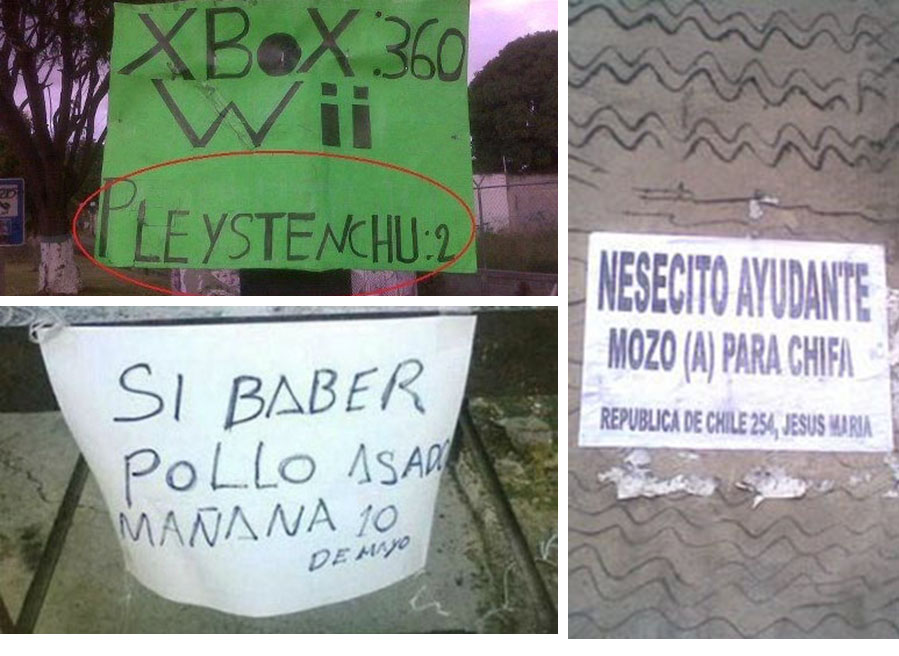 XBOX:360
Wii
PLEYSTENCHU:2
SI BABER
POLLO ASADO
MAÑANA 10
DE MAYO
NESECITO AYUDANTE
MOZO (A) PARA CHIFA
REPUBLICA DE CHILE 254, JESUS MARIA